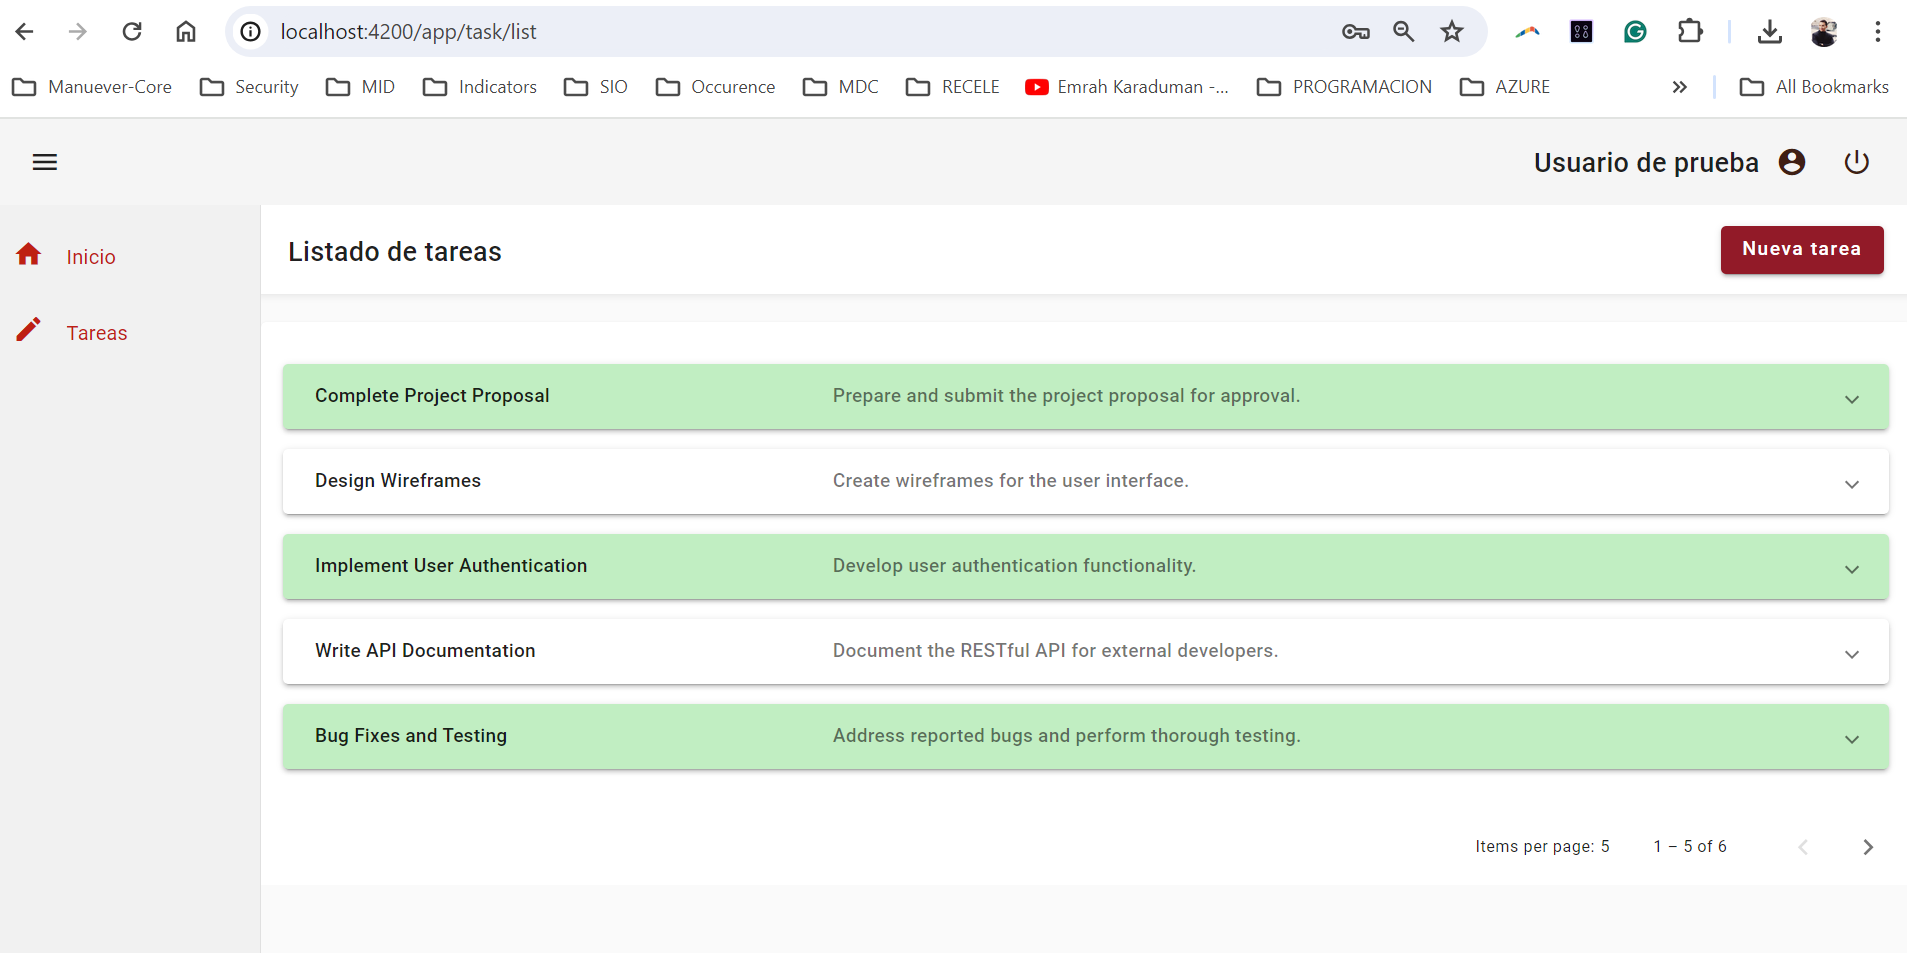 localhost:4200/app/task/list
Manuever-Core Security MID Indicators SIO Occurence MDC RECELE Emrah Karaduman -... PROGRAMACION AZURE All Bookmarks
Usuario de prueba
Inicio
Tareas
Listado de tareas Nueva tarea
Complete Project Proposal Prepare and submit the project proposal for approval.
Design Wireframes Create wireframes for the user interface.
Implement User Authentication Develop user authentication functionality.
Write API Documentation Document the RESTful API for external developers.
Bug Fixes and Testing Address reported bugs and perform thorough testing.
Items per page: 5 1 – 5 of 6